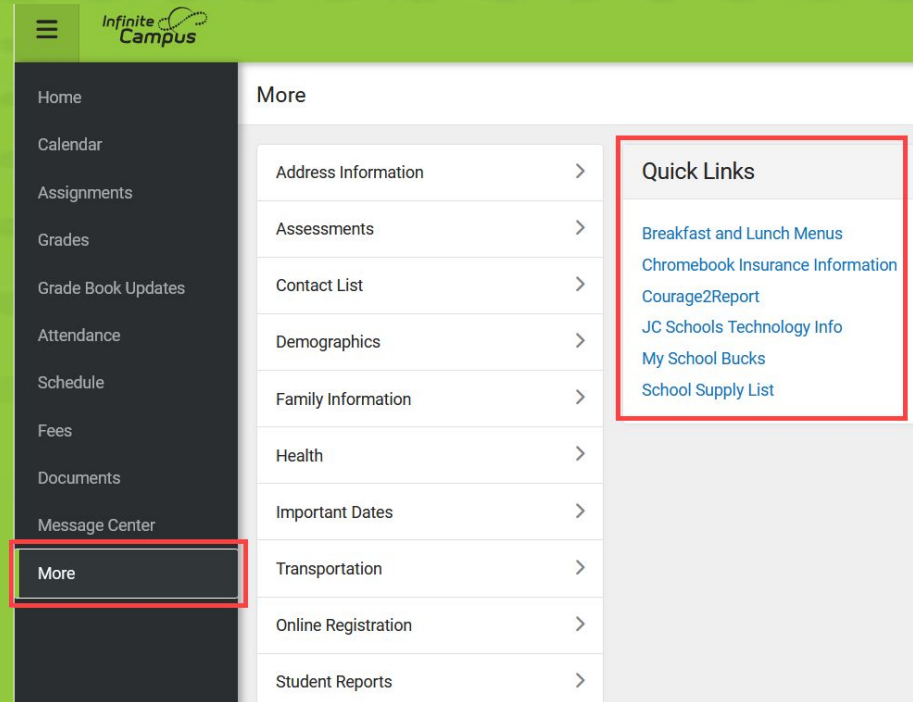 Infinite
Campus
Home
Calendar
Assignments
Grades
Grade Book Updates
Attendance
Schedule
Fees
Documents
Message Center
More
More
Address Information
Assessments
Contact List
Demographics
Family Information
Health
Important Dates
Transportation
Online Registration
Student Reports
Quick Links
Breakfast and Lunch Menus
Chromebook Insurance Information
Courage2Report
JC Schools Technology Info
My School Bucks
School Supply List